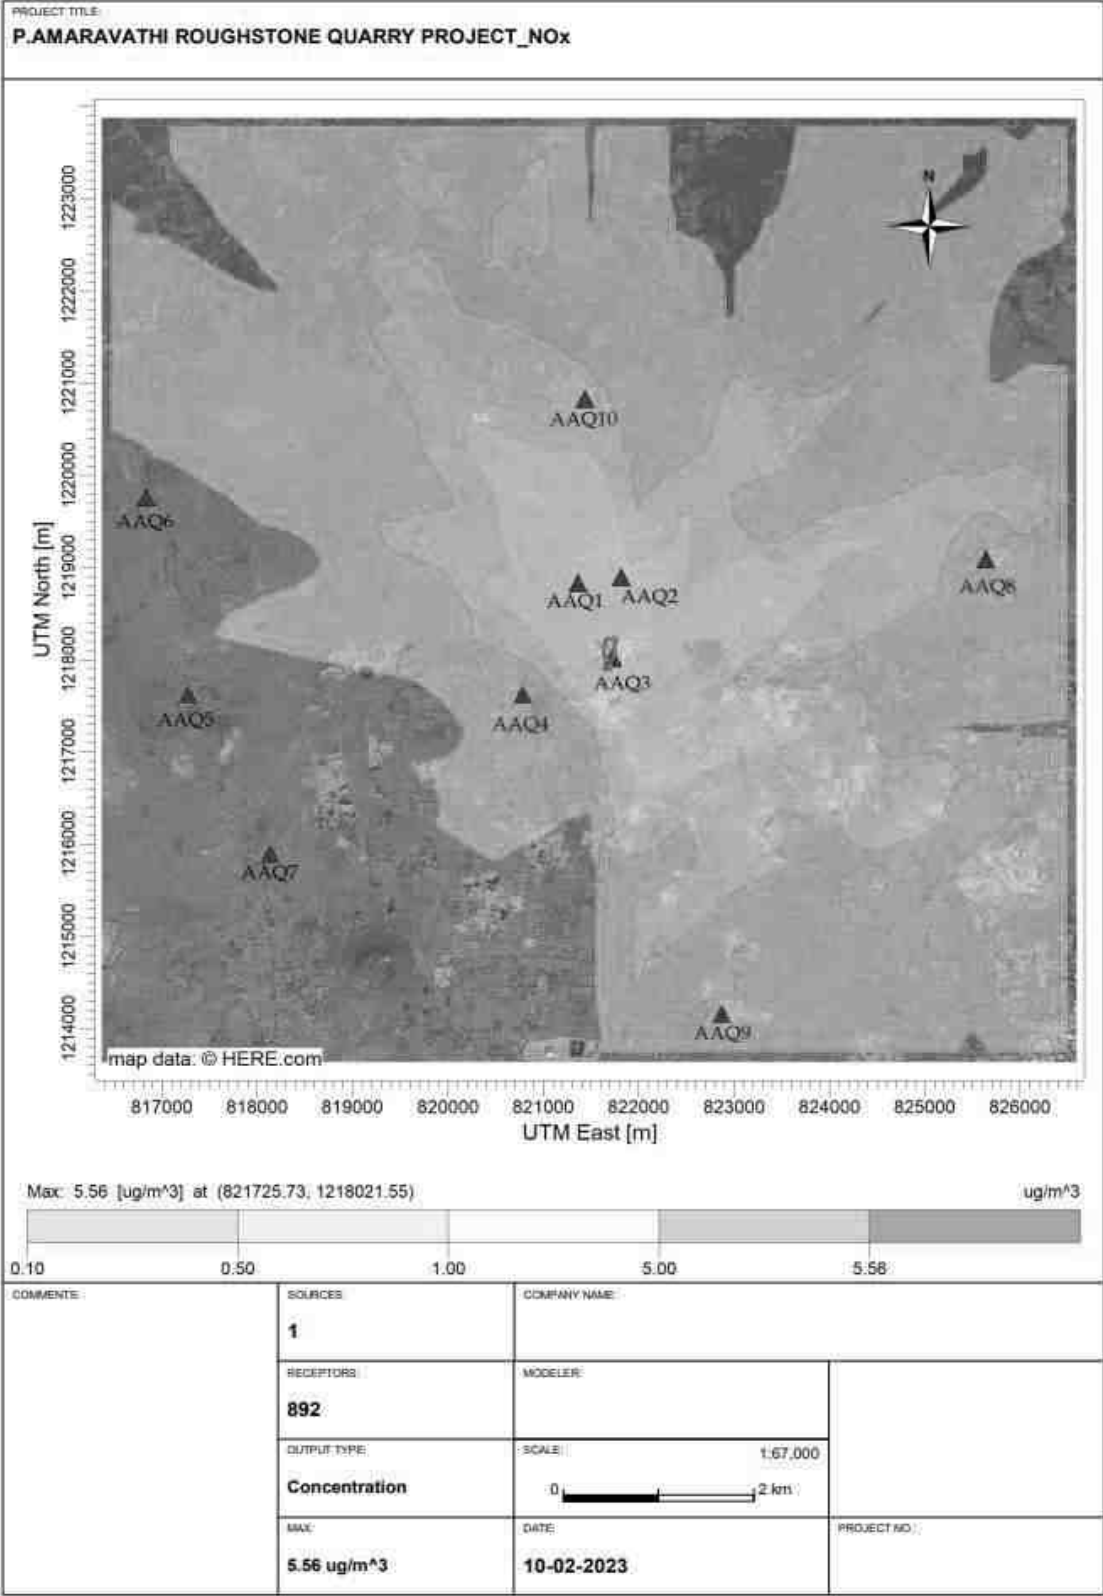 PROJECT TITLE:
P.AMARAVATHI ROUGHSTONE QUARRY PROJECT_NOx
N
AAQ10
AAQ6
AAQ1
AAQ2
AAQ8
AAQ3
AAQ5
AAQ4
AAQ7
AAQ9
map data: © HERE.com
UTM North [m]
1223000
1222000
1221000
1220000
1219000
1218000
1217000
1216000
1215000
1214000
817000 818000 819000 820000 821000 822000 823000 824000 825000 826000
UTM East [m]
Max: 5.56 [ug/m^3] at (821725.73, 1218021.55)
ug/m^3
0.10 0.50 1.00 5.00 5.56
COMMENTS:
SOURCES:
1
COMPANY NAME:
RECEPTORS:
892
MODELER:
OUTPUT TYPE:
Concentration
SCALE:
1:67,000
0 2 km
MAX:
5.56 ug/m^3
DATE:
10-02-2023
PROJECT NO.: